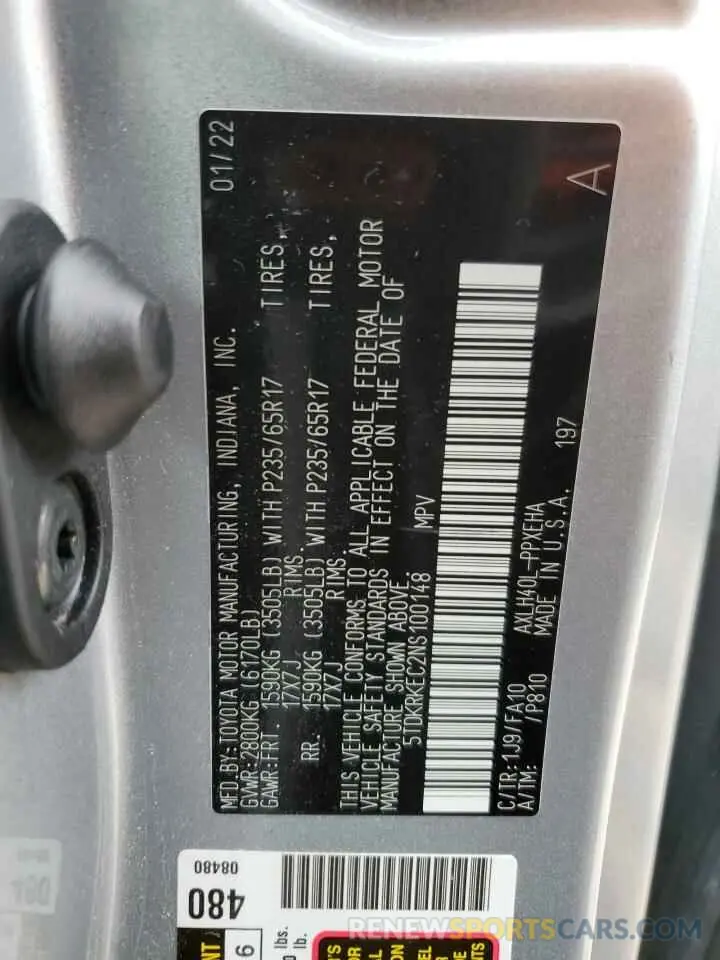 MFD.BY:TOYOTA MOTOR MANUFACTURING, INDIANA, INC. 01/22
GVWR:2800KG (6170LB)
GAWR:FRT. 1590KG (3505LB) WITH P235/65R17 TIRES,
17X7J RIMS.
RR. 1590KG (3505LB) WITH P235/65R17 TIRES,
17X7J RIMS.
THIS VEHICLE CONFORMS TO ALL APPLICABLE FEDERAL MOTOR
VEHICLE SAFETY STANDARDS IN EFFECT ON THE DATE OF
MANUFACTURE SHOWN ABOVE.
5TDKRKEC2NS100148 MPV
C/TR:1J9/FA10 AXLH40L-PPXEHA 197
A/TM: /P810 MADE IN U.S.A.
A
480
08480
6
lbs.
lb.
RENEWSPORTSCARS.COM